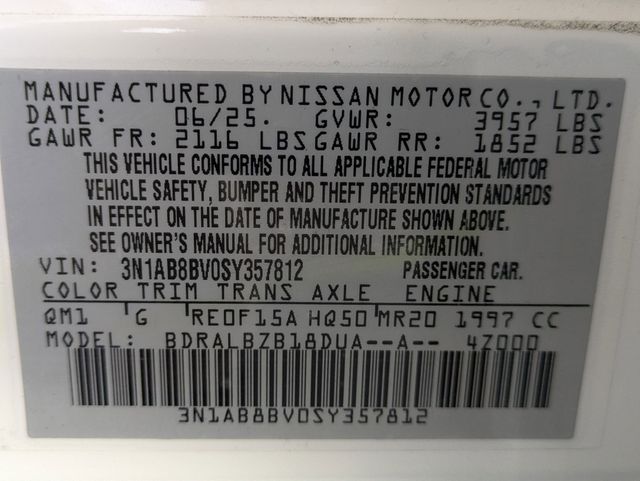 MANUFACTURED BY NISSAN MOTOR CO., LTD.
DATE: 06/25. GVWR: 3957 LBS
GAWR FR: 2116 LBS GAWR RR: 1852 LBS
THIS VEHICLE CONFORMS TO ALL APPLICABLE FEDERAL MOTOR
VEHICLE SAFETY, BUMPER AND THEFT PREVENTION STANDARDS
IN EFFECT ON THE DATE OF MANUFACTURE SHOWN ABOVE.
SEE OWNER'S MANUAL FOR ADDITIONAL INFORMATION.
VIN: 3N1AB8BV0SY357812 PASSENGER CAR.
COLOR TRIM TRANS AXLE ENGINE
QM1 G RE0F15A HQ50 MR20 1997 CC
MODEL: BDRALBZB18DUA--A-- 4Z000
3N1AB8BV0SY357812